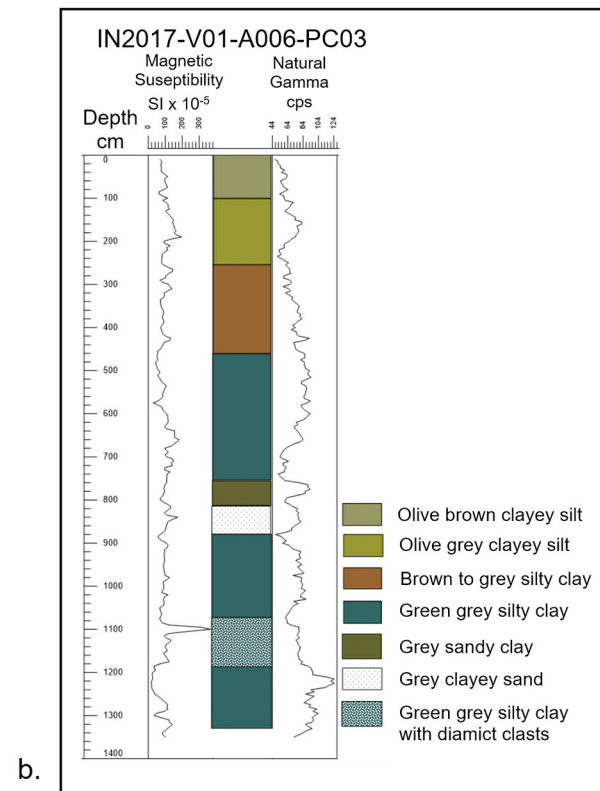 IN2017-V01-A006-PC03
Magnetic
Suseptibility
SI x 10-5
Natural
Gamma
cps
Depth
cm
0 100 200 300
44 64 84 104 124
0
100
200
300
400
500
600
700
800
900
1000
1100
1200
1300
1400
Olive brown clayey silt
Olive grey clayey silt
Brown to grey silty clay
Green grey silty clay
Grey sandy clay
Grey clayey sand
Green grey silty clay
with diamict clasts
b.